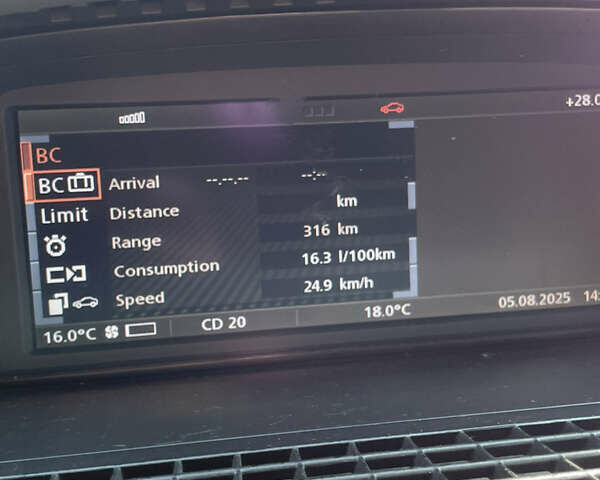 +28.0
BC
BC Arrival --.--.-- --:--
Limit Distance km
Range 316 km
Consumption 16.3 l/100km
Speed 24.9 km/h
16.0°C CD 20 18.0°C 05.08.2025 14: